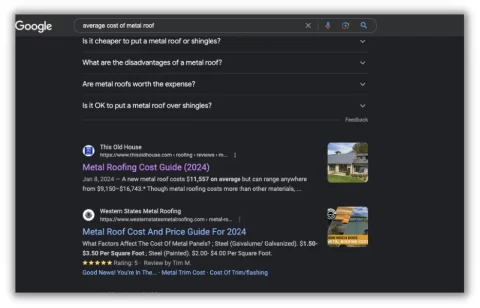 Google
average cost of metal roof
Is it cheaper to put a metal roof or shingles?
What are the disadvantages of a metal roof?
Are metal roofs worth the expense?
Is it OK to put a metal roof over shingles?
Feedback
This Old House
https://www.thisoldhouse.com › roofing › reviews › m...
Metal Roofing Cost Guide (2024)
Jan 8, 2024 — A new metal roof costs $11,557 on average but can range anywhere
from $9,150–$16,743.* Though metal roofing costs more than other materials, ...
Western States Metal Roofing
https://www.westernstatesmetalroofing.com › metal-ro...
Metal Roof Cost And Price Guide For 2024
What Factors Affect The Cost Of Metal Panels? ; Steel (Galvalume/ Galvanized). $1.50-
$3.50 Per Square Foot ; Steel (Painted). $2.00- $4.00 Per Square Foot.
Rating: 5 · Review by Tim M.
Good News! You're In The... · Metal Trim Cost · Cost Of Trim/flashing